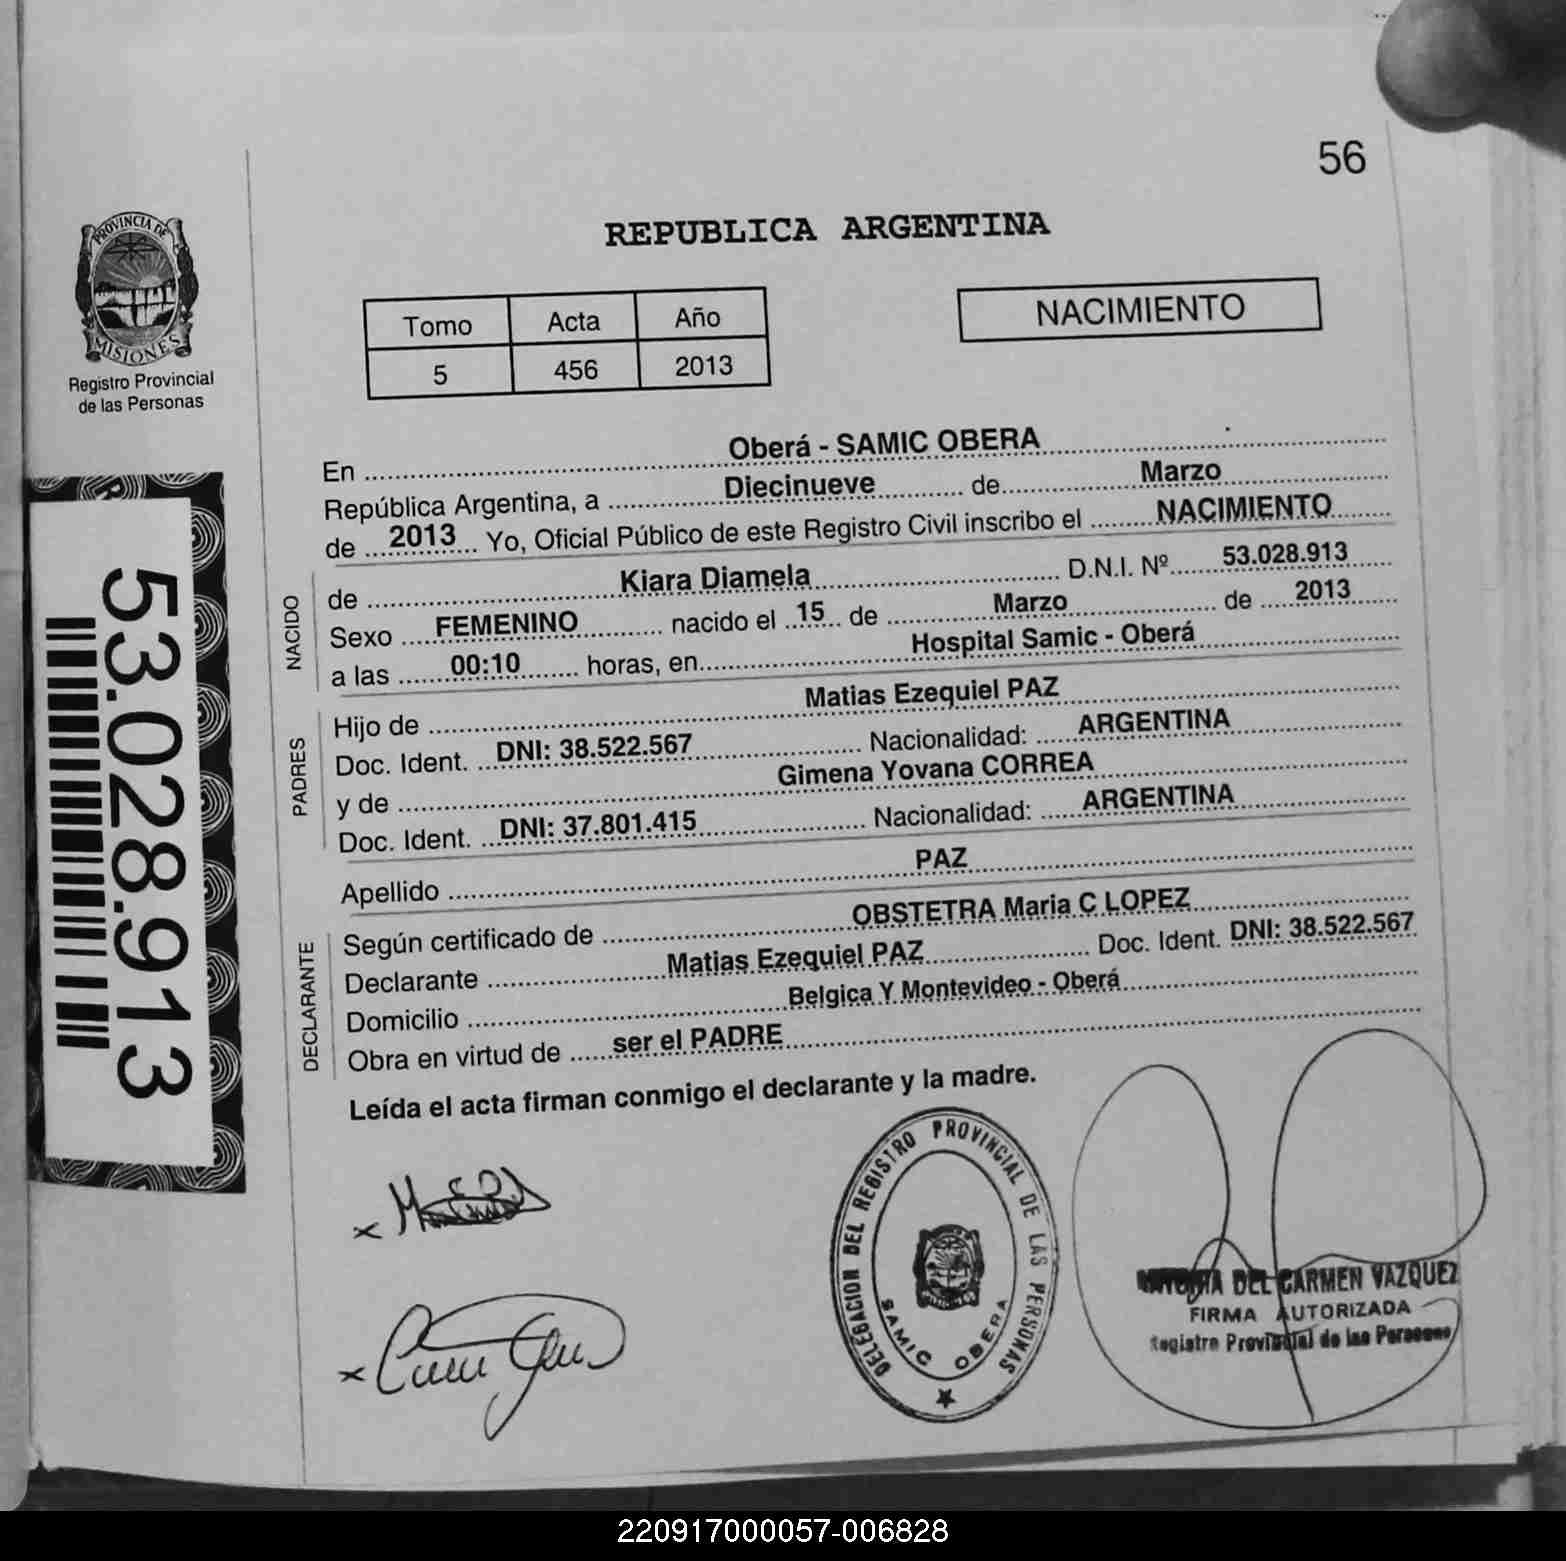 56
PROVINCIA DE
MISIONES
Registro Provincial
de las Personas
REPUBLICA ARGENTINA
Tomo Acta Año
5 456 2013
NACIMIENTO
53.028.913
En Oberá - SAMIC OBERA
República Argentina, a Diecinueve de Marzo
de 2013 Yo, Oficial Público de este Registro Civil inscribo el NACIMIENTO
NACIDO
de Kiara Diamela D.N.I. Nº 53.028.913
Sexo FEMENINO nacido el 15 de Marzo de 2013
a las 00:10 horas, en Hospital Samic - Oberá
PADRES
Hijo de Matias Ezequiel PAZ
Doc. Ident. DNI: 38.522.567 Nacionalidad: ARGENTINA
y de Gimena Yovana CORREA
Doc. Ident. DNI: 37.801.415 Nacionalidad: ARGENTINA
Apellido PAZ
DECLARANTE
Según certificado de OBSTETRA Maria C LOPEZ
Declarante Matias Ezequiel PAZ Doc. Ident. DNI: 38.522.567
Domicilio Belgica Y Montevideo - Oberá
Obra en virtud de ser el PADRE
Leída el acta firman conmigo el declarante y la madre.
DELEGACION DEL REGISTRO PROVINCIAL DE LAS PERSONAS
SAMIC OBERA
DEL CARMEN VAZQUEZ
FIRMA AUTORIZADA
Registro Provincial de las Personas
220917000057-006828